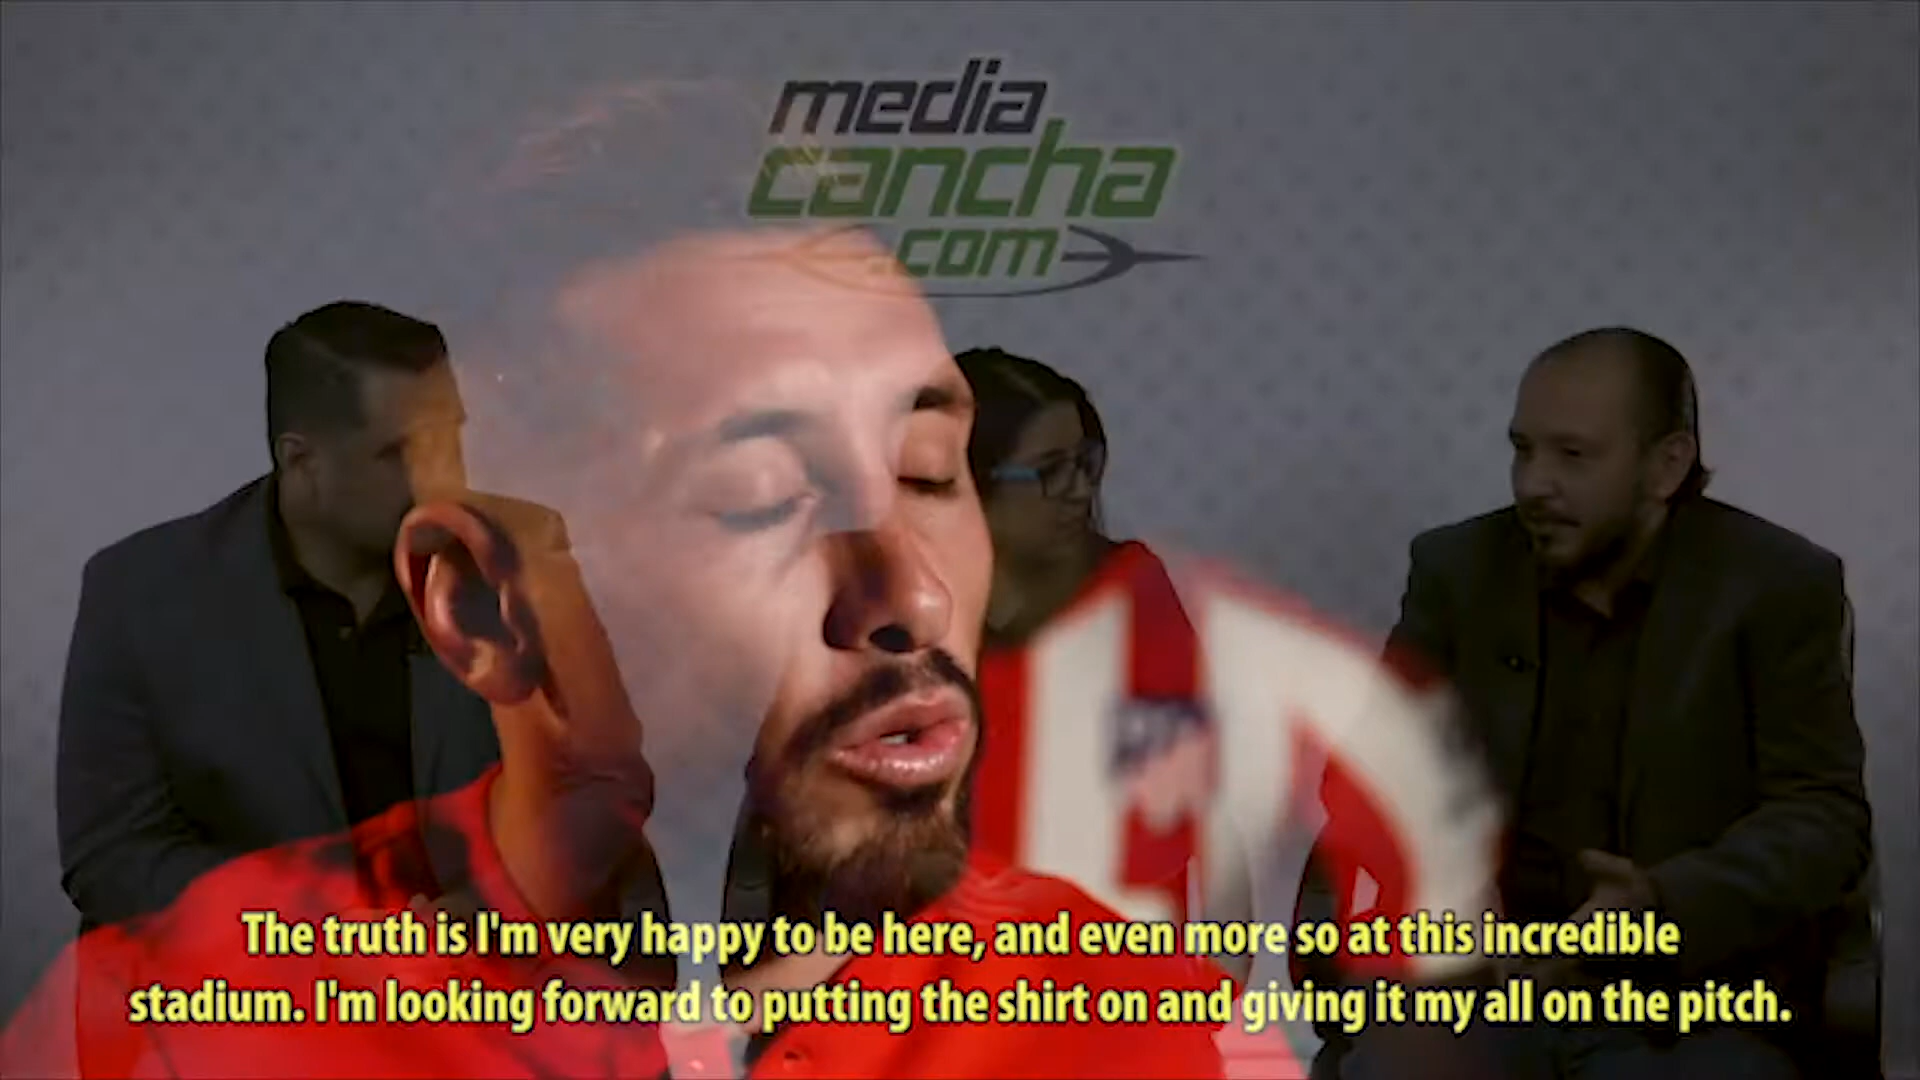 media
cancha
.com
The truth is I'm very happy to be here, and even more so at this incredible
stadium. I'm looking forward to putting the shirt on and giving it my all on the pitch.